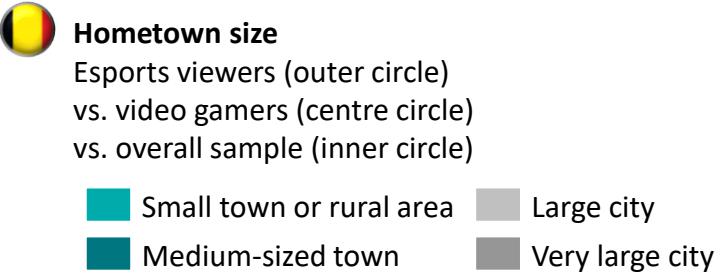 Hometown size
Esports viewers (outer circle)
vs. video gamers (centre circle)
vs. overall sample (inner circle)
Small town or rural area Large city
Medium-sized town Very large city